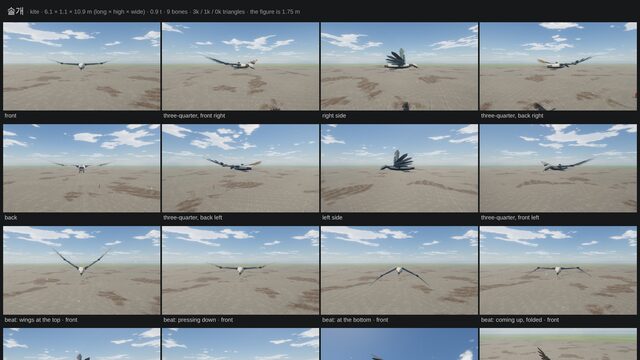 솔개 kite · 6.1 × 1.1 × 10.9 m (long × high × wide) · 0.9 t · 9 bones · 3k / 1k / 0k triangles · the figure is 1.75 m
front
three-quarter, front right
right side
three-quarter, back right
back
three-quarter, back left
left side
three-quarter, front left
beat: wings at the top · front
beat: pressing down · front
beat: at the bottom · front
beat: coming up, folded · front